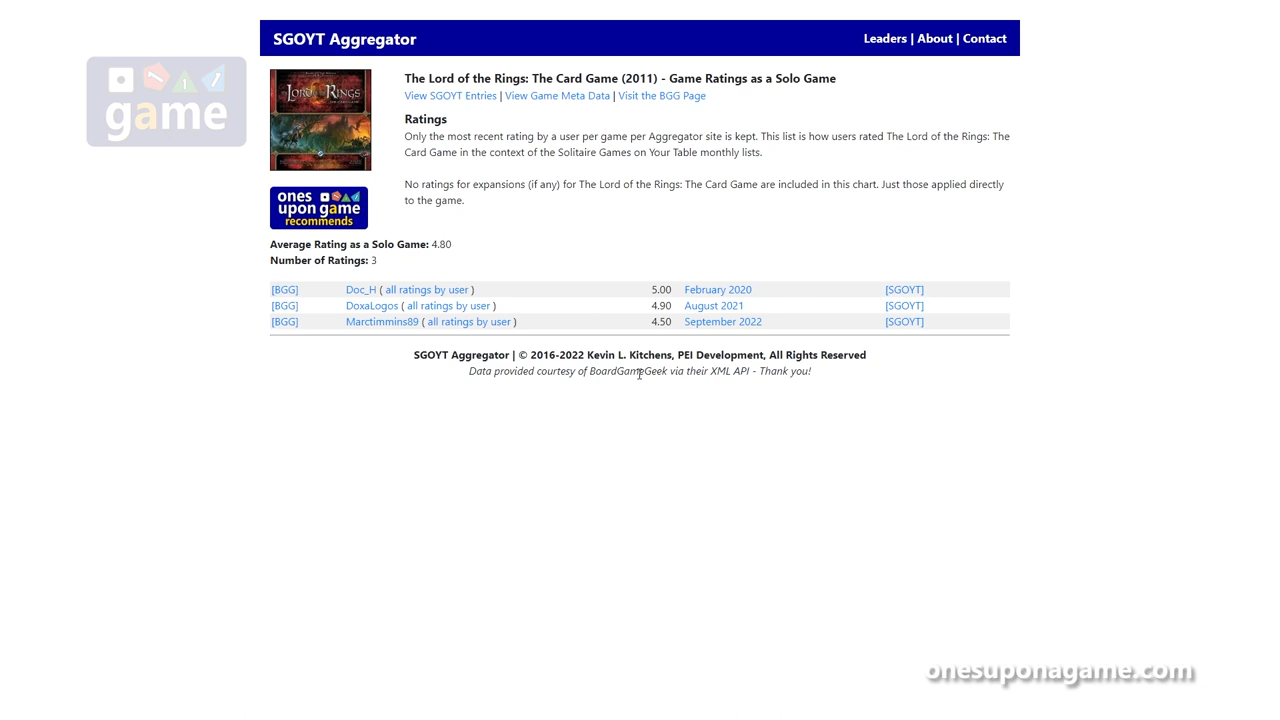 SGOYT Aggregator
Leaders | About | Contact
game
LORD OF THE RINGS
The Lord of the Rings: The Card Game (2011) - Game Ratings as a Solo Game
View SGOYT Entries | View Game Meta Data | Visit the BGG Page
Ratings
Only the most recent rating by a user per game per Aggregator site is kept. This list is how users rated The Lord of the Rings: The
Card Game in the context of the Solitaire Games on Your Table monthly lists.
No ratings for expansions (if any) for The Lord of the Rings: The Card Game are included in this chart. Just those applied directly
to the game.
ones
upon game
recommends
Average Rating as a Solo Game: 4.80
Number of Ratings: 3
[BGG] Doc_H ( all ratings by user ) 5.00 February 2020 [SGOYT]
[BGG] DoxaLogos ( all ratings by user ) 4.90 August 2021 [SGOYT]
[BGG] Marctimmins89 ( all ratings by user ) 4.50 September 2022 [SGOYT]
SGOYT Aggregator | © 2016-2022 Kevin L. Kitchens, PEI Development, All Rights Reserved
Data provided courtesy of BoardGameGeek via their XML API - Thank you!
onesuponagame.com